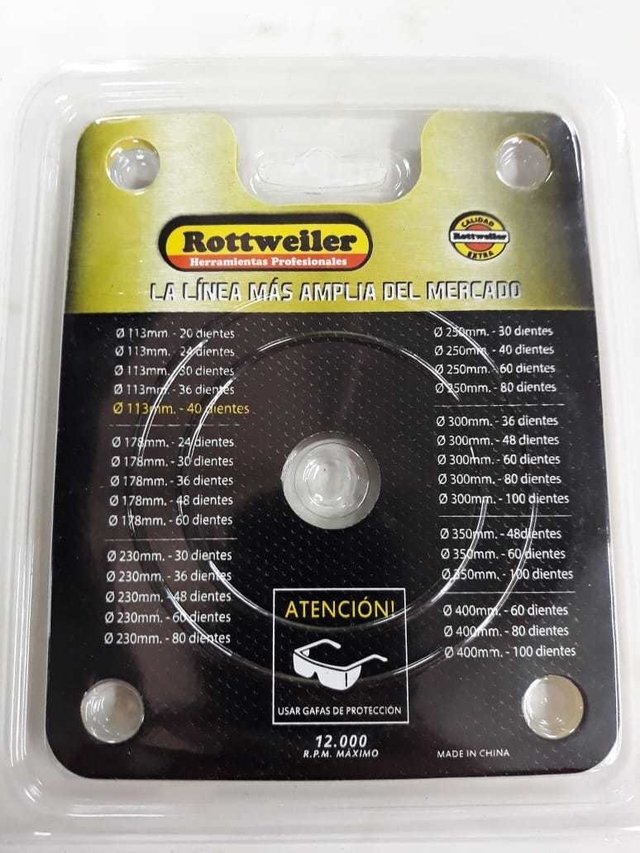 Rottweiler
Herramientas Profesionales
CALIDAD
Rottweiler
EXTRA
LA LÍNEA MÁS AMPLIA DEL MERCADO
Ø 113mm. - 20 dientes
Ø 113mm. - 24 dientes
Ø 113mm. - 30 dientes
Ø 113mm. - 36 dientes
Ø 113mm. - 40 dientes
Ø 178mm. - 24 dientes
Ø 178mm. - 30 dientes
Ø 178mm. - 36 dientes
Ø 178mm. - 48 dientes
Ø 178mm. - 60 dientes
Ø 230mm. - 30 dientes
Ø 230mm. - 36 dientes
Ø 230mm. - 48 dientes
Ø 230mm. - 60 dientes
Ø 230mm. - 80 dientes
Ø 250mm. - 30 dientes
Ø 250mm. - 40 dientes
Ø 250mm. - 60 dientes
Ø 250mm. - 80 dientes
Ø 300mm. - 36 dientes
Ø 300mm. - 48 dientes
Ø 300mm. - 60 dientes
Ø 300mm. - 80 dientes
Ø 300mm. - 100 dientes
Ø 350mm. - 48dientes
Ø 350mm. - 60 dientes
Ø 350mm. - 100 dientes
Ø 400mm. - 60 dientes
Ø 400mm. - 80 dientes
Ø 400mm. - 100 dientes
ATENCIÓN!
USAR GAFAS DE PROTECCIÓN
12.000
R.P.M. MÁXIMO
MADE IN CHINA